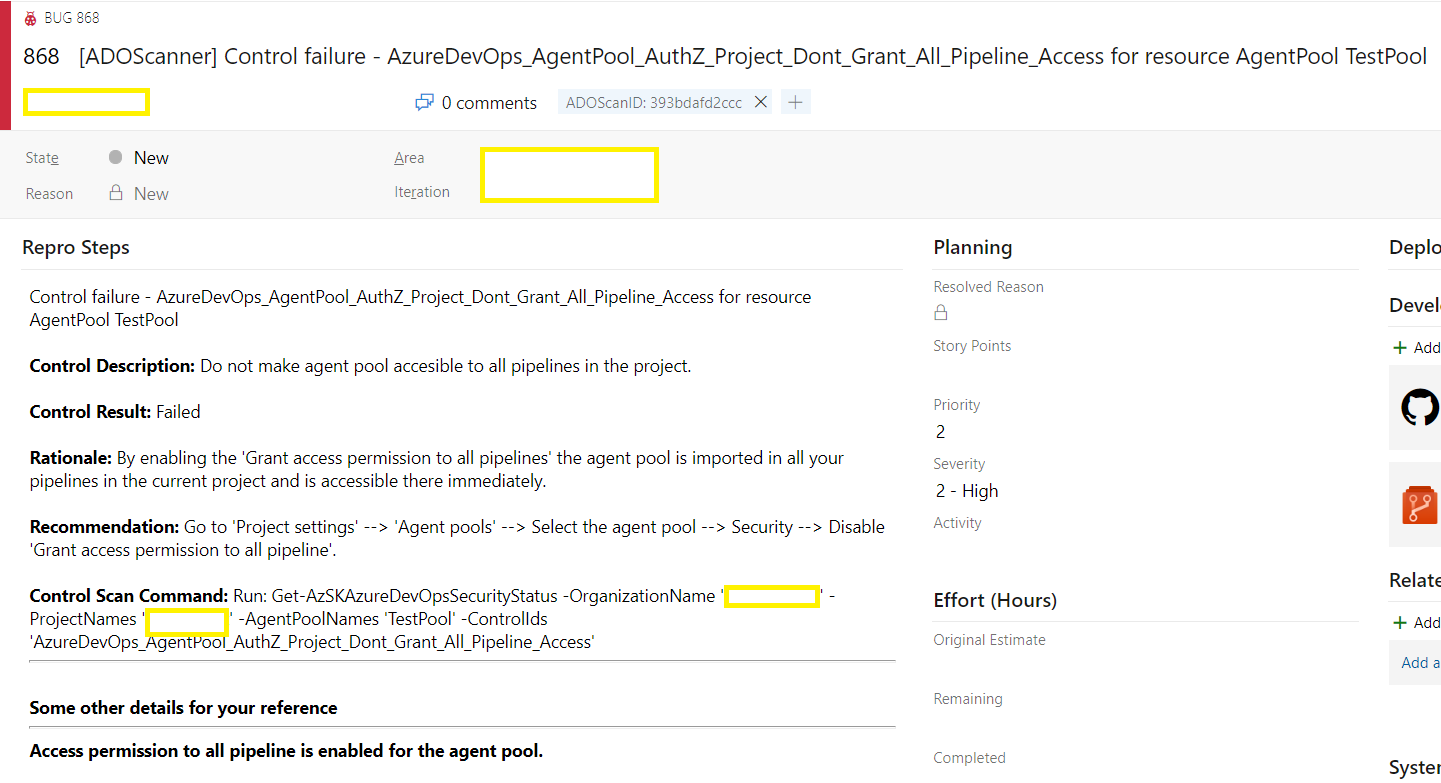 BUG 868
868 [ADOScanner] Control failure - AzureDevOps_AgentPool_AuthZ_Project_Dont_Grant_All_Pipeline_Access for resource AgentPool TestPool
0 comments
ADOScanID: 393bdafd2ccc
State New
Area
Reason New
Iteration
Repro Steps
Control failure - AzureDevOps_AgentPool_AuthZ_Project_Dont_Grant_All_Pipeline_Access for resource
AgentPool TestPool
Control Description: Do not make agent pool accesible to all pipelines in the project.
Control Result: Failed
Rationale: By enabling the 'Grant access permission to all pipelines' the agent pool is imported in all your
pipelines in the current project and is accessible there immediately.
Recommendation: Go to 'Project settings' --> 'Agent pools' --> Select the agent pool --> Security --> Disable
'Grant access permission to all pipeline'.
Control Scan Command: Run: Get-AzSKAzureDevOpsSecurityStatus -OrganizationName ' ' -
ProjectNames ' ' -AgentPoolNames 'TestPool' -ControlIds
'AzureDevOps_AgentPool_AuthZ_Project_Dont_Grant_All_Pipeline_Access'
Some other details for your reference
Access permission to all pipeline is enabled for the agent pool.
Planning
Resolved Reason
Story Points
Priority
2
Severity
2 - High
Activity
Effort (Hours)
Original Estimate
Remaining
Completed
Deplo
Devel
+ Add
Relate
+ Add
Add a
System